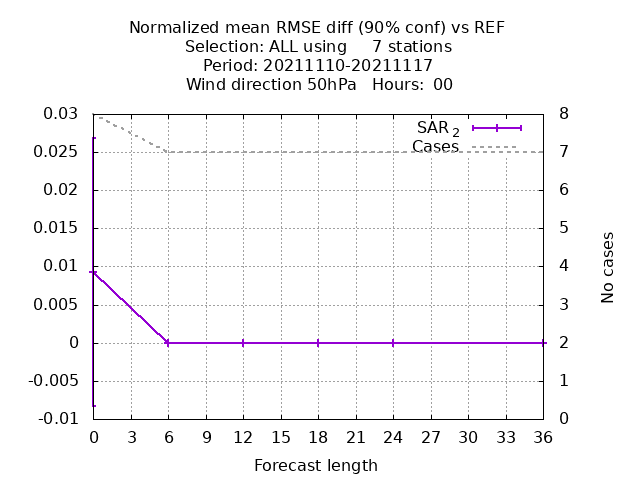 Normalized mean RMSE diff (90% conf) vs REF
Selection: ALL using 7 stations
Period: 20211110-20211117
Wind direction 50hPa Hours: 00
0.03
0.025
0.02
0.015
0.01
0.005
0
-0.005
-0.01
SAR 2
Cases
8
7
6
5
4
3
2
1
0
No cases
0 3 6 9 12 15 18 21 24 27 30 33 36
Forecast length